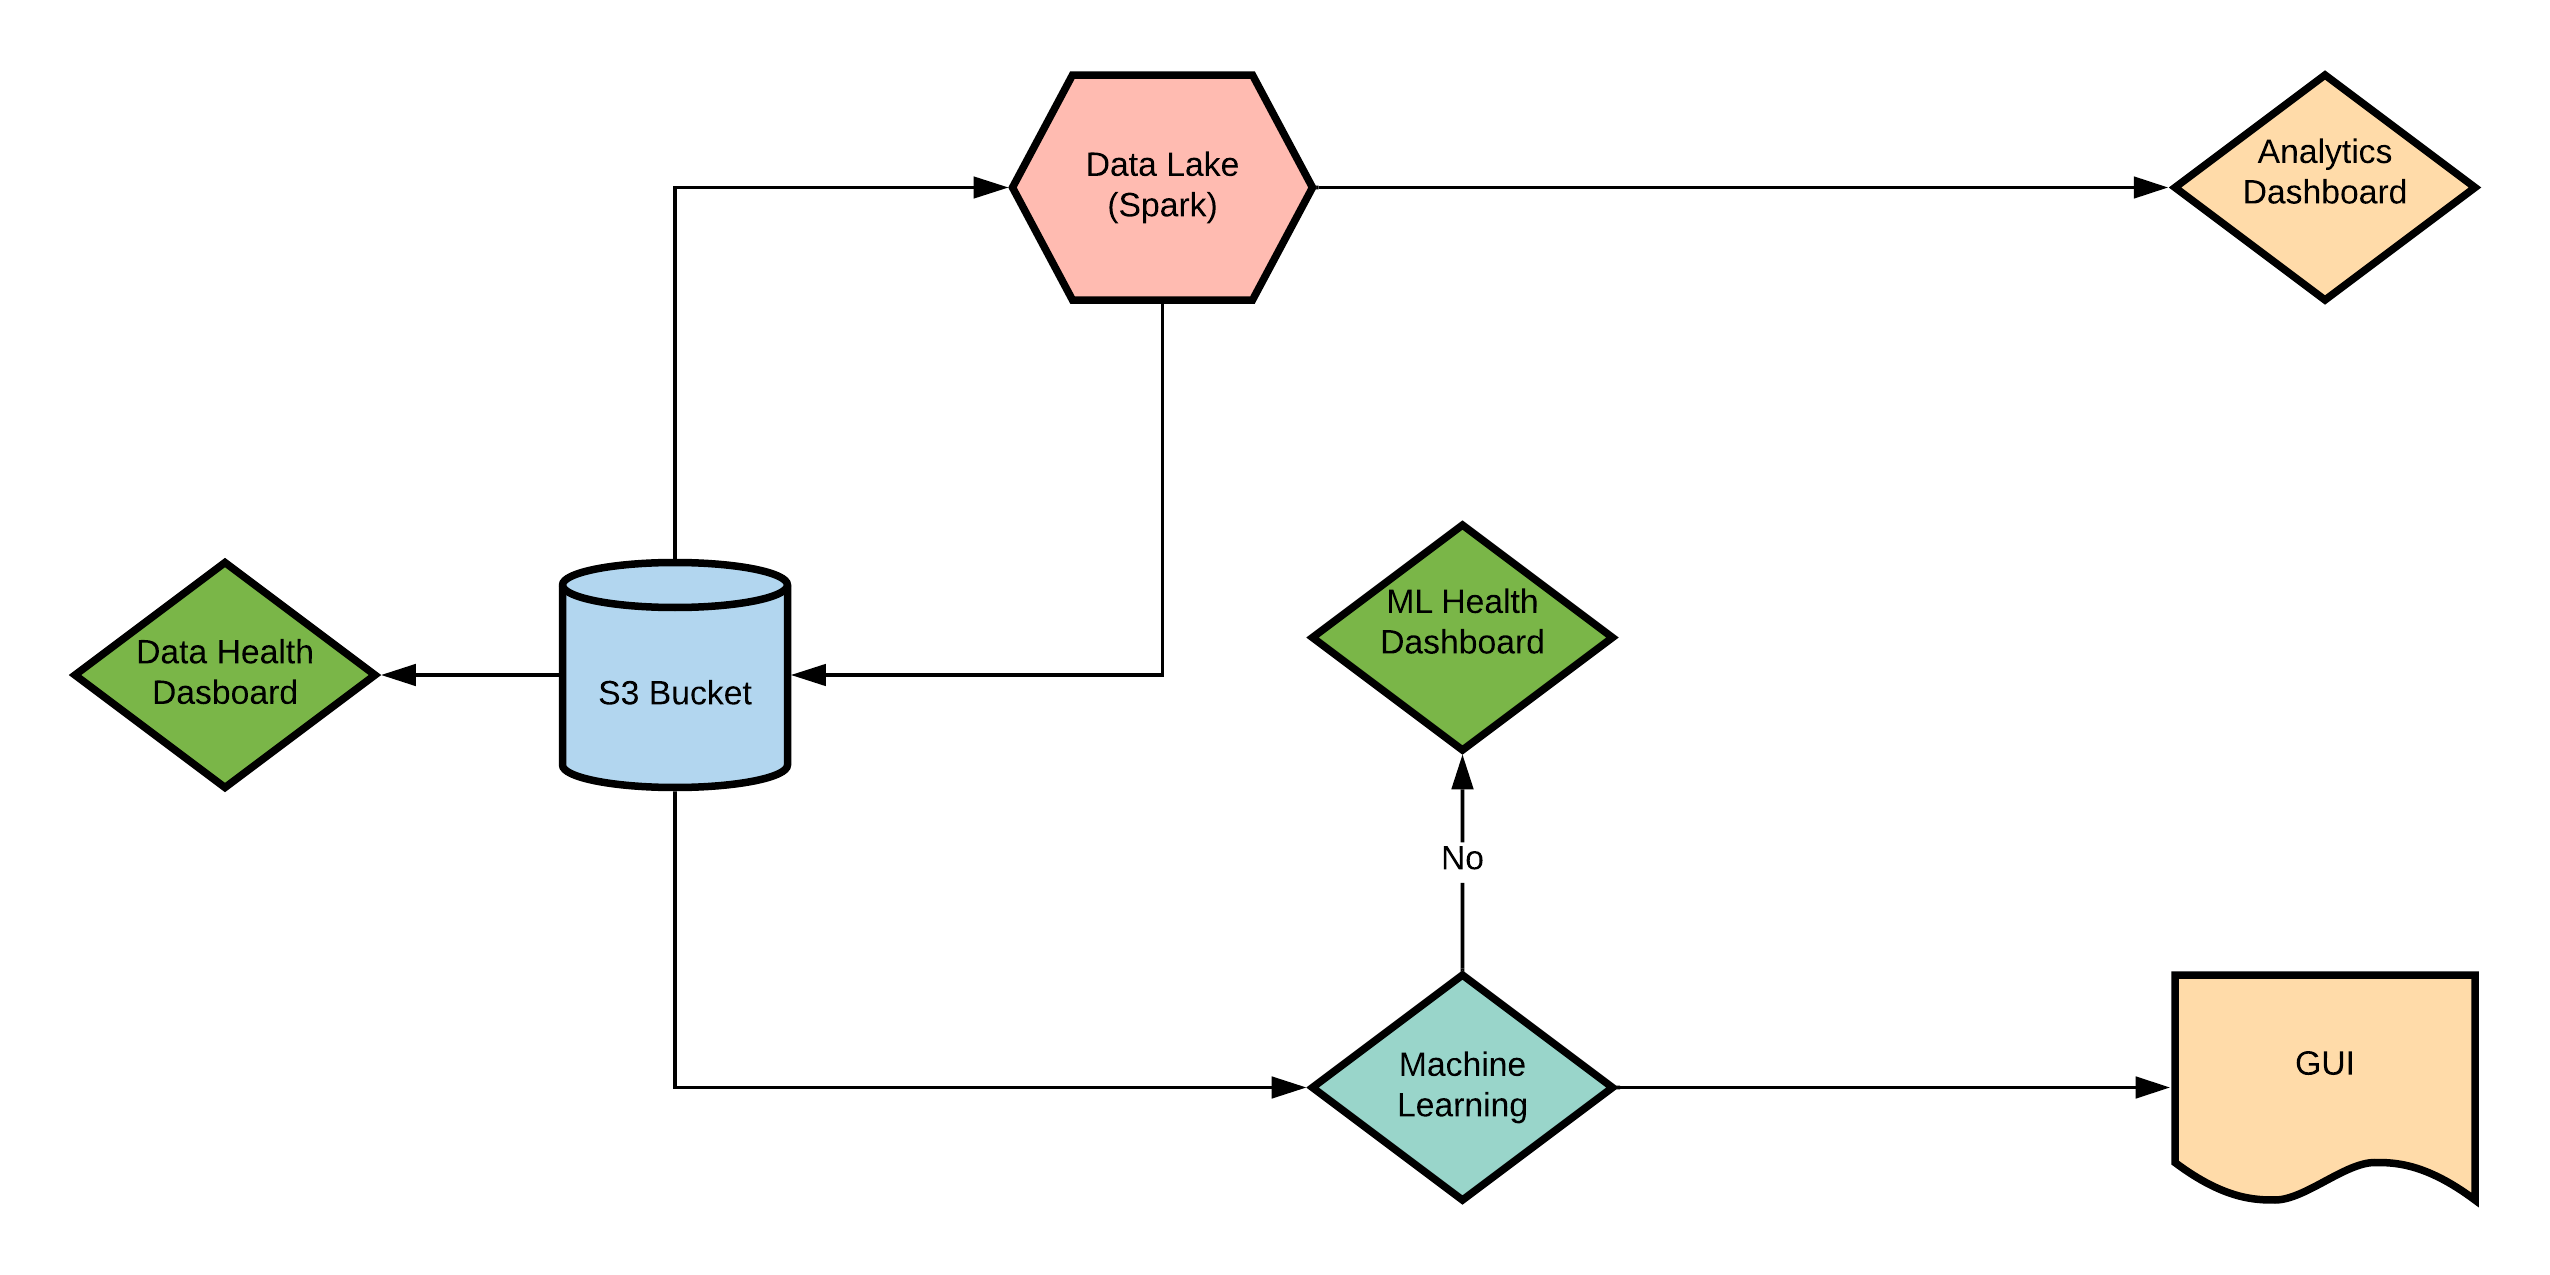 Data Lake
(Spark)
Analytics
Dashboard
Data Health
Dasboard
S3 Bucket
ML Health
Dashboard
No
Machine
Learning
GUI